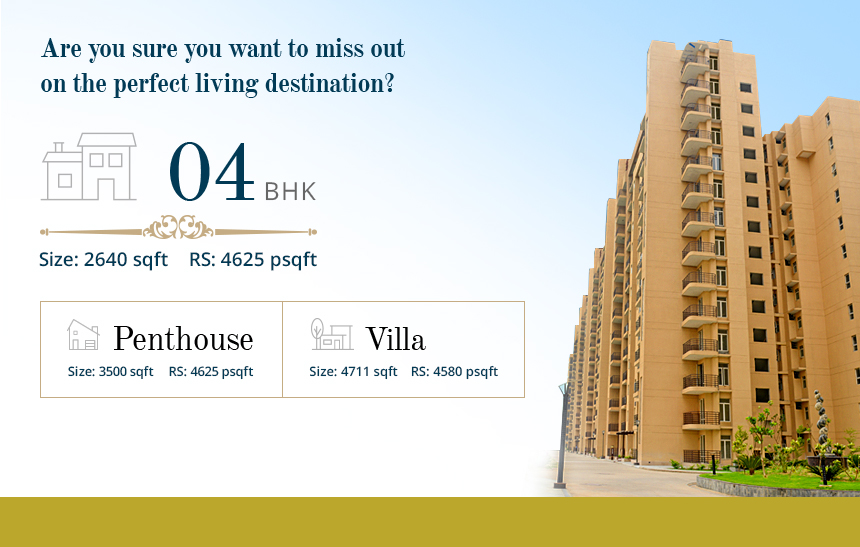 Are you sure you want to miss out
on the perfect living destination?
04 BHK
Size: 2640 sqft RS: 4625 psqft
Penthouse
Size: 3500 sqft RS: 4625 psqft
Villa
Size: 4711 sqft RS: 4580 psqft